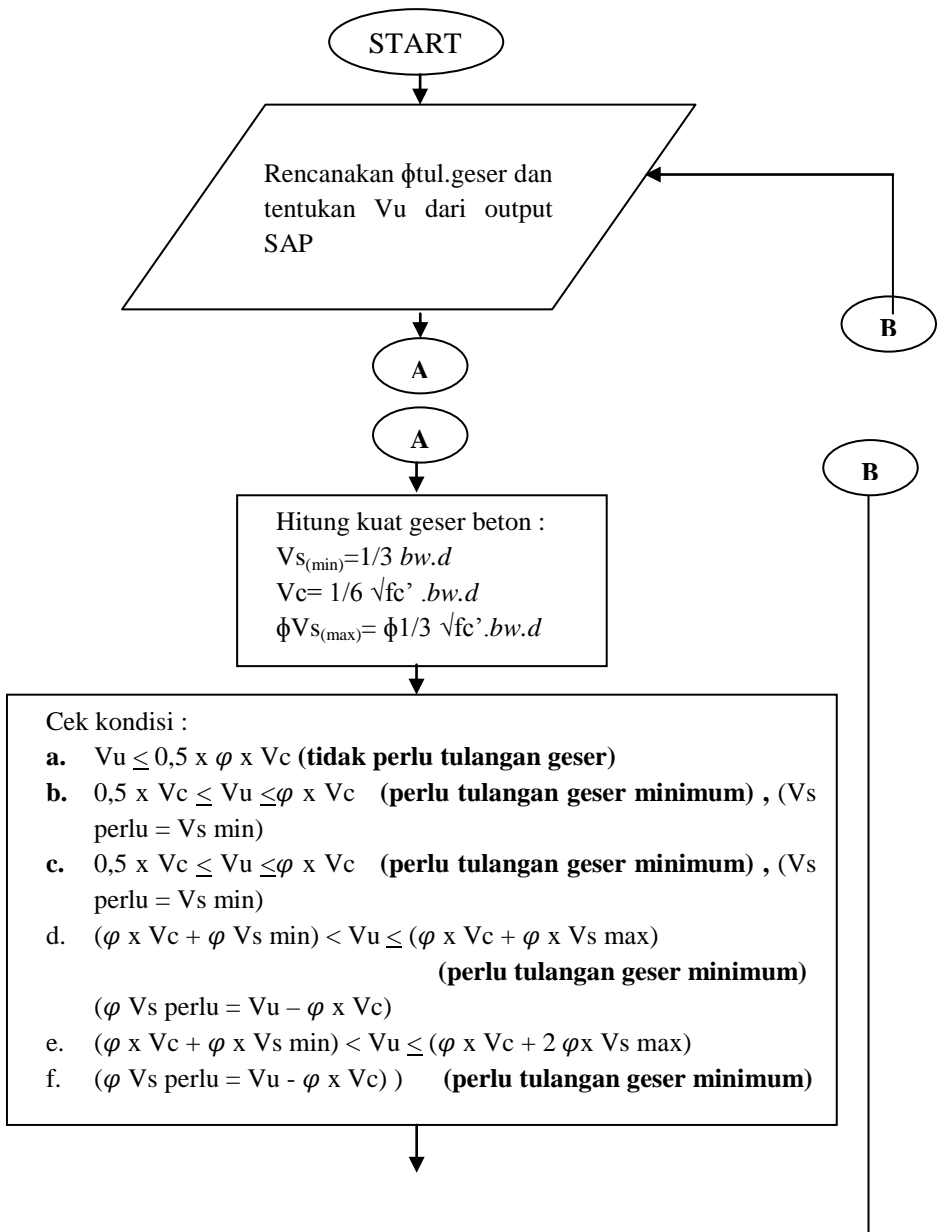 START
Rencanakan ϕtul.geser dan
tentukan Vu dari output
SAP
B
A
A
B
Hitung kuat geser beton :
Vs(min)=1/3 bw.d
Vc= 1/6 √fc’ .bw.d
ϕVs(max)= ϕ1/3 √fc’.bw.d
Cek kondisi :
a. Vu ≤ 0,5 x φ x Vc (tidak perlu tulangan geser)
b. 0,5 x Vc ≤ Vu ≤φ x Vc (perlu tulangan geser minimum) , (Vs
perlu = Vs min)
c. 0,5 x Vc ≤ Vu ≤φ x Vc (perlu tulangan geser minimum) , (Vs
perlu = Vs min)
d. (φ x Vc + φ Vs min) < Vu ≤ (φ x Vc + φ x Vs max)
(perlu tulangan geser minimum)
(φ Vs perlu = Vu – φ x Vc)
e. (φ x Vc + φ x Vs min) < Vu ≤ (φ x Vc + 2 φx Vs max)
f. (φ Vs perlu = Vu - φ x Vc) ) (perlu tulangan geser minimum)